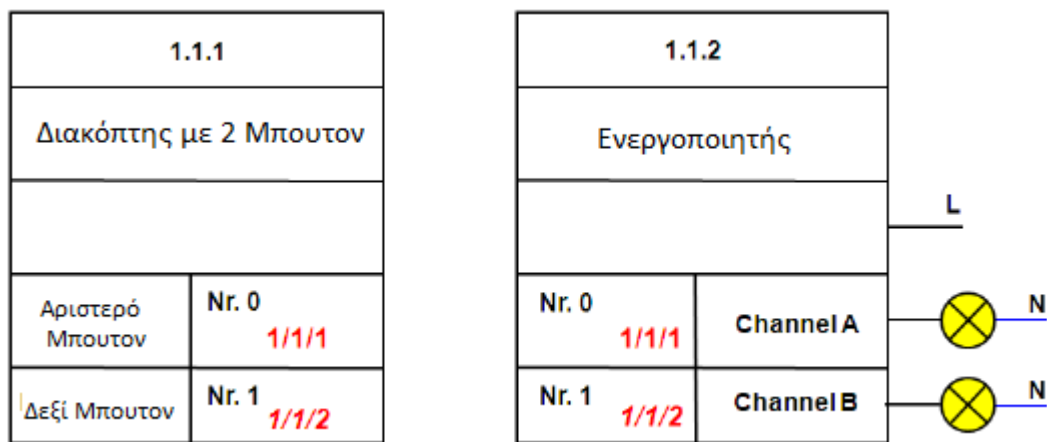 1.1.1
Διακόπτης με 2 Μπουτον
Αριστερό
Μπουτον
Nr. 0
1/1/1
Δεξί Μπουτον
Nr. 1
1/1/2
1.1.2
Ενεργοποιητής
L
Nr. 0
1/1/1
Channel A
N
Nr. 1
1/1/2
Channel B
N